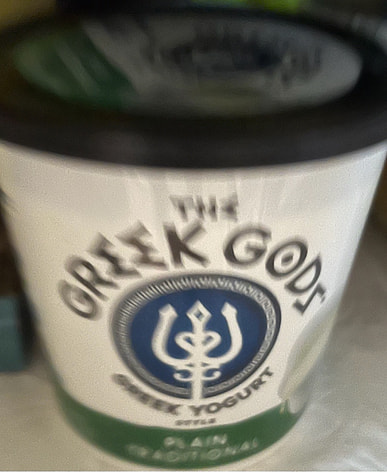 THE
GREEK GODS
GREEK YOGURT
STYLE
PLAIN
TRADITIONAL